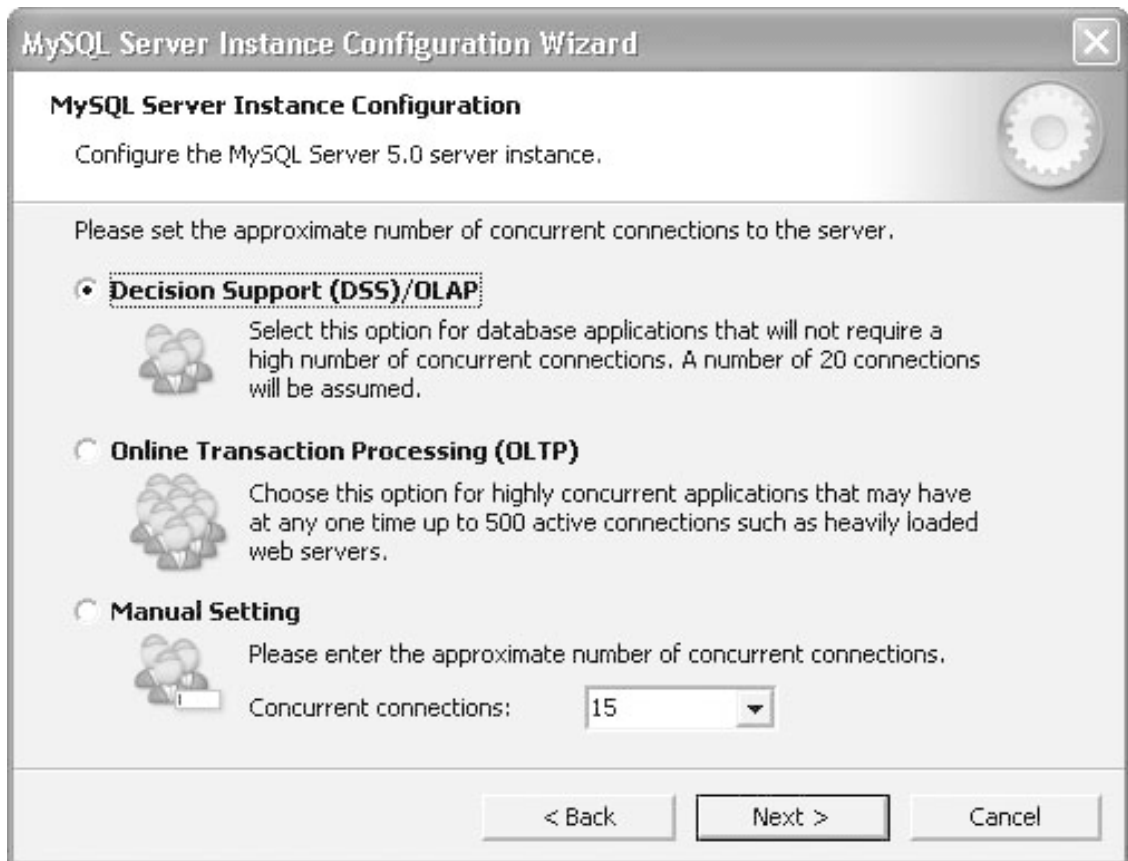 MySQL Server Instance Configuration Wizard
MySQL Server Instance Configuration
Configure the MySQL Server 5.0 server instance.
Please set the approximate number of concurrent connections to the server.
Decision Support (DSS)/OLAP
Select this option for database applications that will not require a
high number of concurrent connections. A number of 20 connections
will be assumed.
Online Transaction Processing (OLTP)
Choose this option for highly concurrent applications that may have
at any one time up to 500 active connections such as heavily loaded
web servers.
Manual Setting
Please enter the approximate number of concurrent connections.
Concurrent connections: 15
< Back Next > Cancel